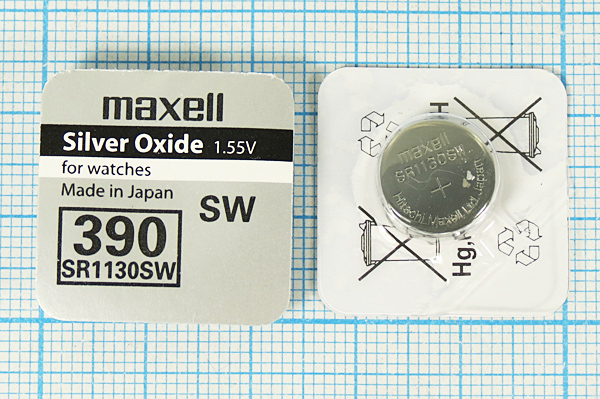 maxell
Silver Oxide 1.55V
for watches
Made in Japan
SW
390
SR1130SW
maxell
SR1130SW
+
Hitachi Maxell Ltd. Japan
H
Hg,